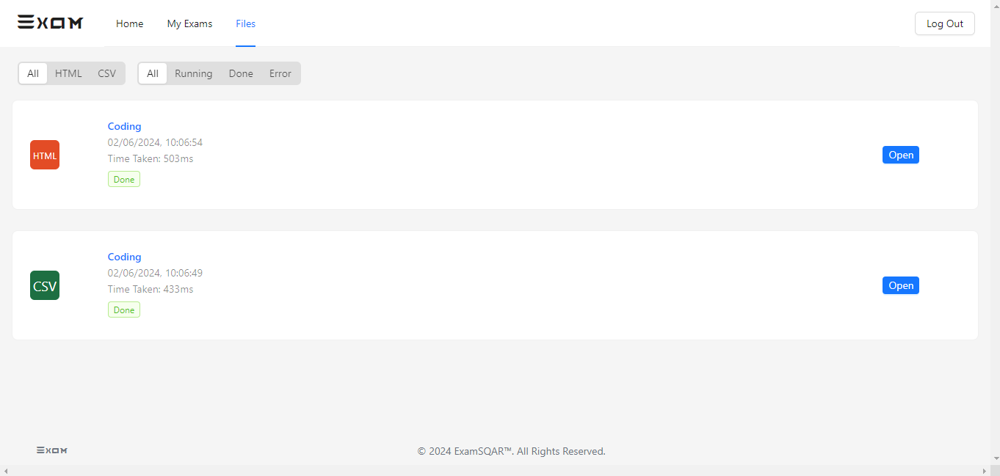 Exam Home My Exams Files Log Out
All HTML CSV All Running Done Error
Coding
02/06/2024, 10:06:54
HTML
Time Taken: 503ms
Open
Done
Coding
02/06/2024, 10:06:49
CSV
Time Taken: 433ms
Open
Done
Exam © 2024 ExamSQAR™. All Rights Reserved.